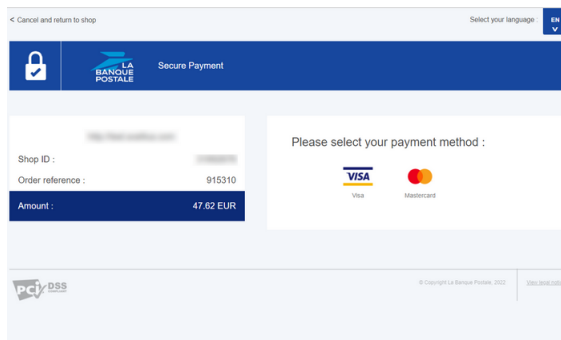 < Cancel and return to shop
Select your language :
EN
LA
BANQUE
POSTALE
Secure Payment
Shop ID :
Order reference : 915310
Amount : 47.62 EUR
Please select your payment method :
VISA
Visa
Mastercard
PCI DSS
© Copyright La Banque Postale, 2022
View legal